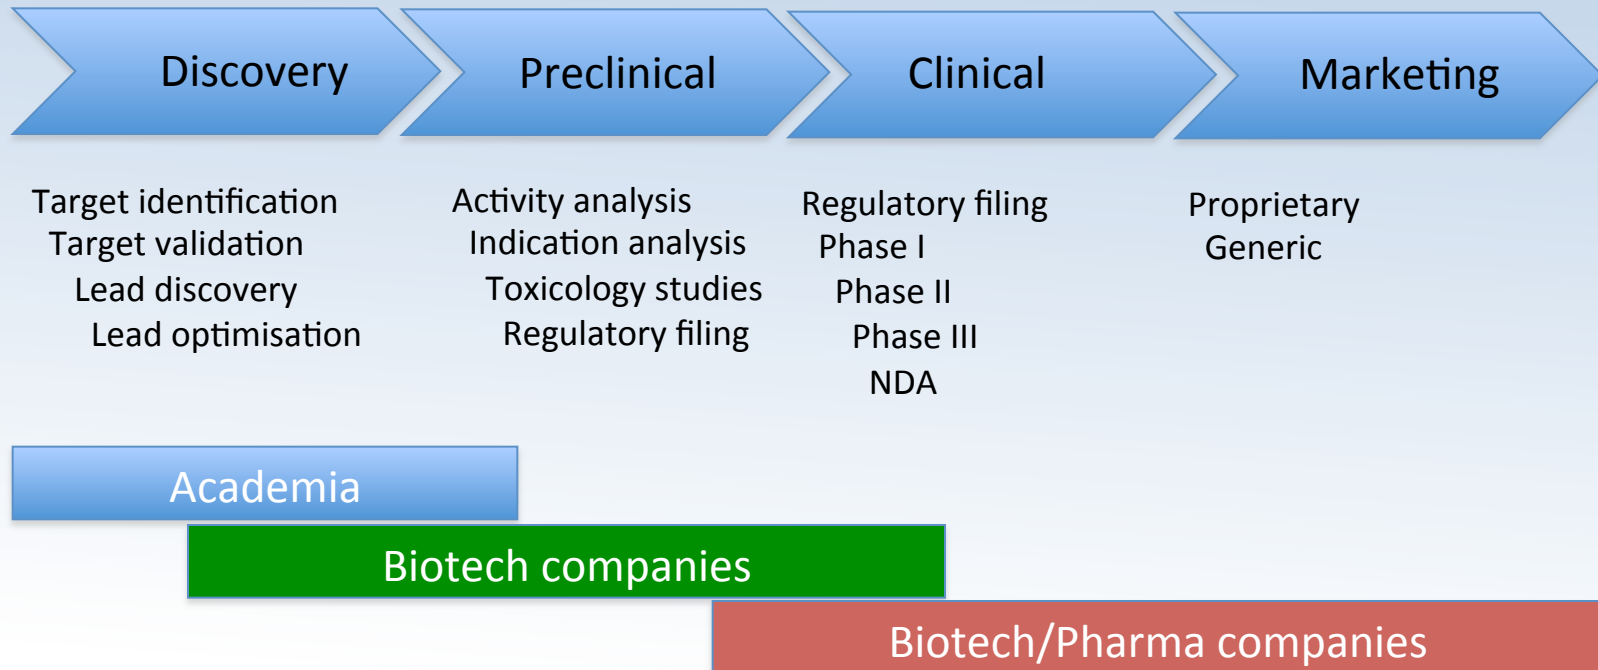 Discovery
Preclinical
Clinical
Marketing
Target identification
Target validation
Lead discovery
Lead optimisation
Activity analysis
Indication analysis
Toxicology studies
Regulatory filing
Regulatory filing
Phase I
Phase II
Phase III
NDA
Proprietary
Generic
Academia
Biotech companies
Biotech/Pharma companies